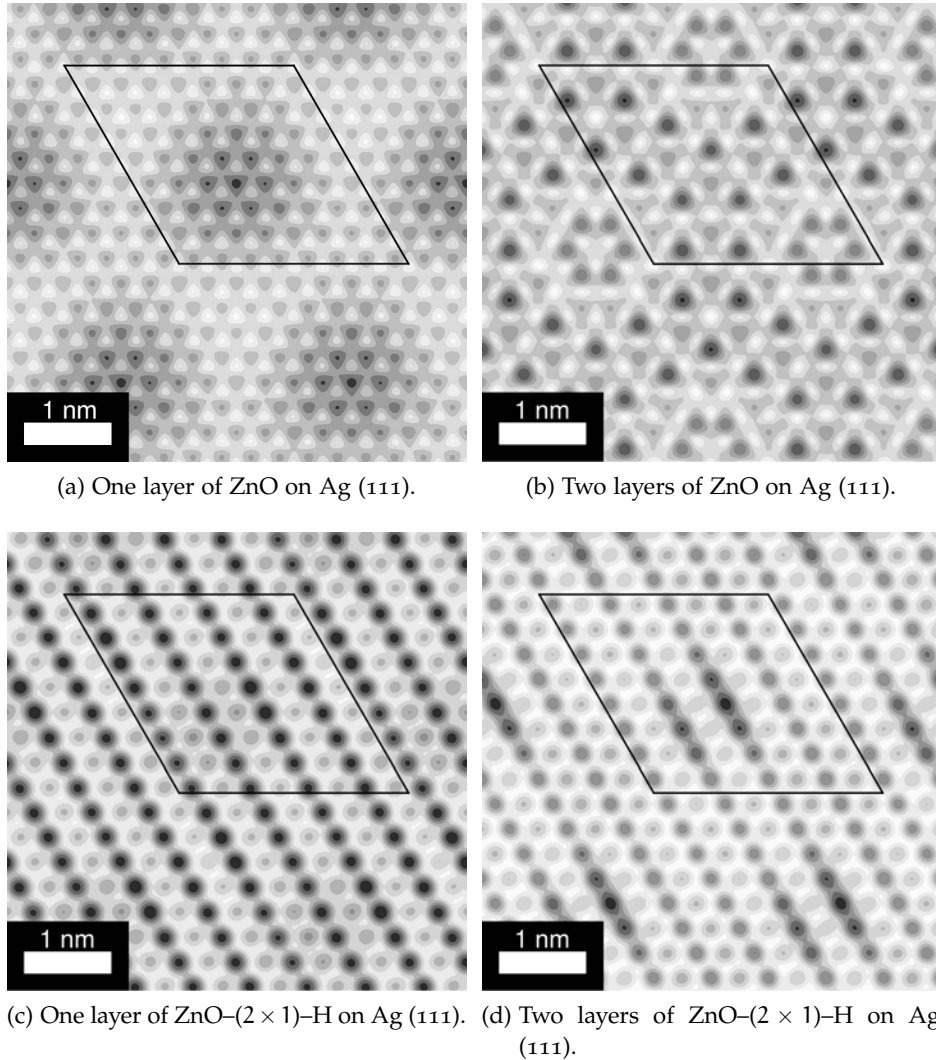 1 nm
1 nm
(a) One layer of ZnO on Ag (111).
(b) Two layers of ZnO on Ag (111).
1 nm
1 nm
(c) One layer of ZnO–(2 × 1)–H on Ag (111).
(d) Two layers of ZnO–(2 × 1)–H on Ag
(111).